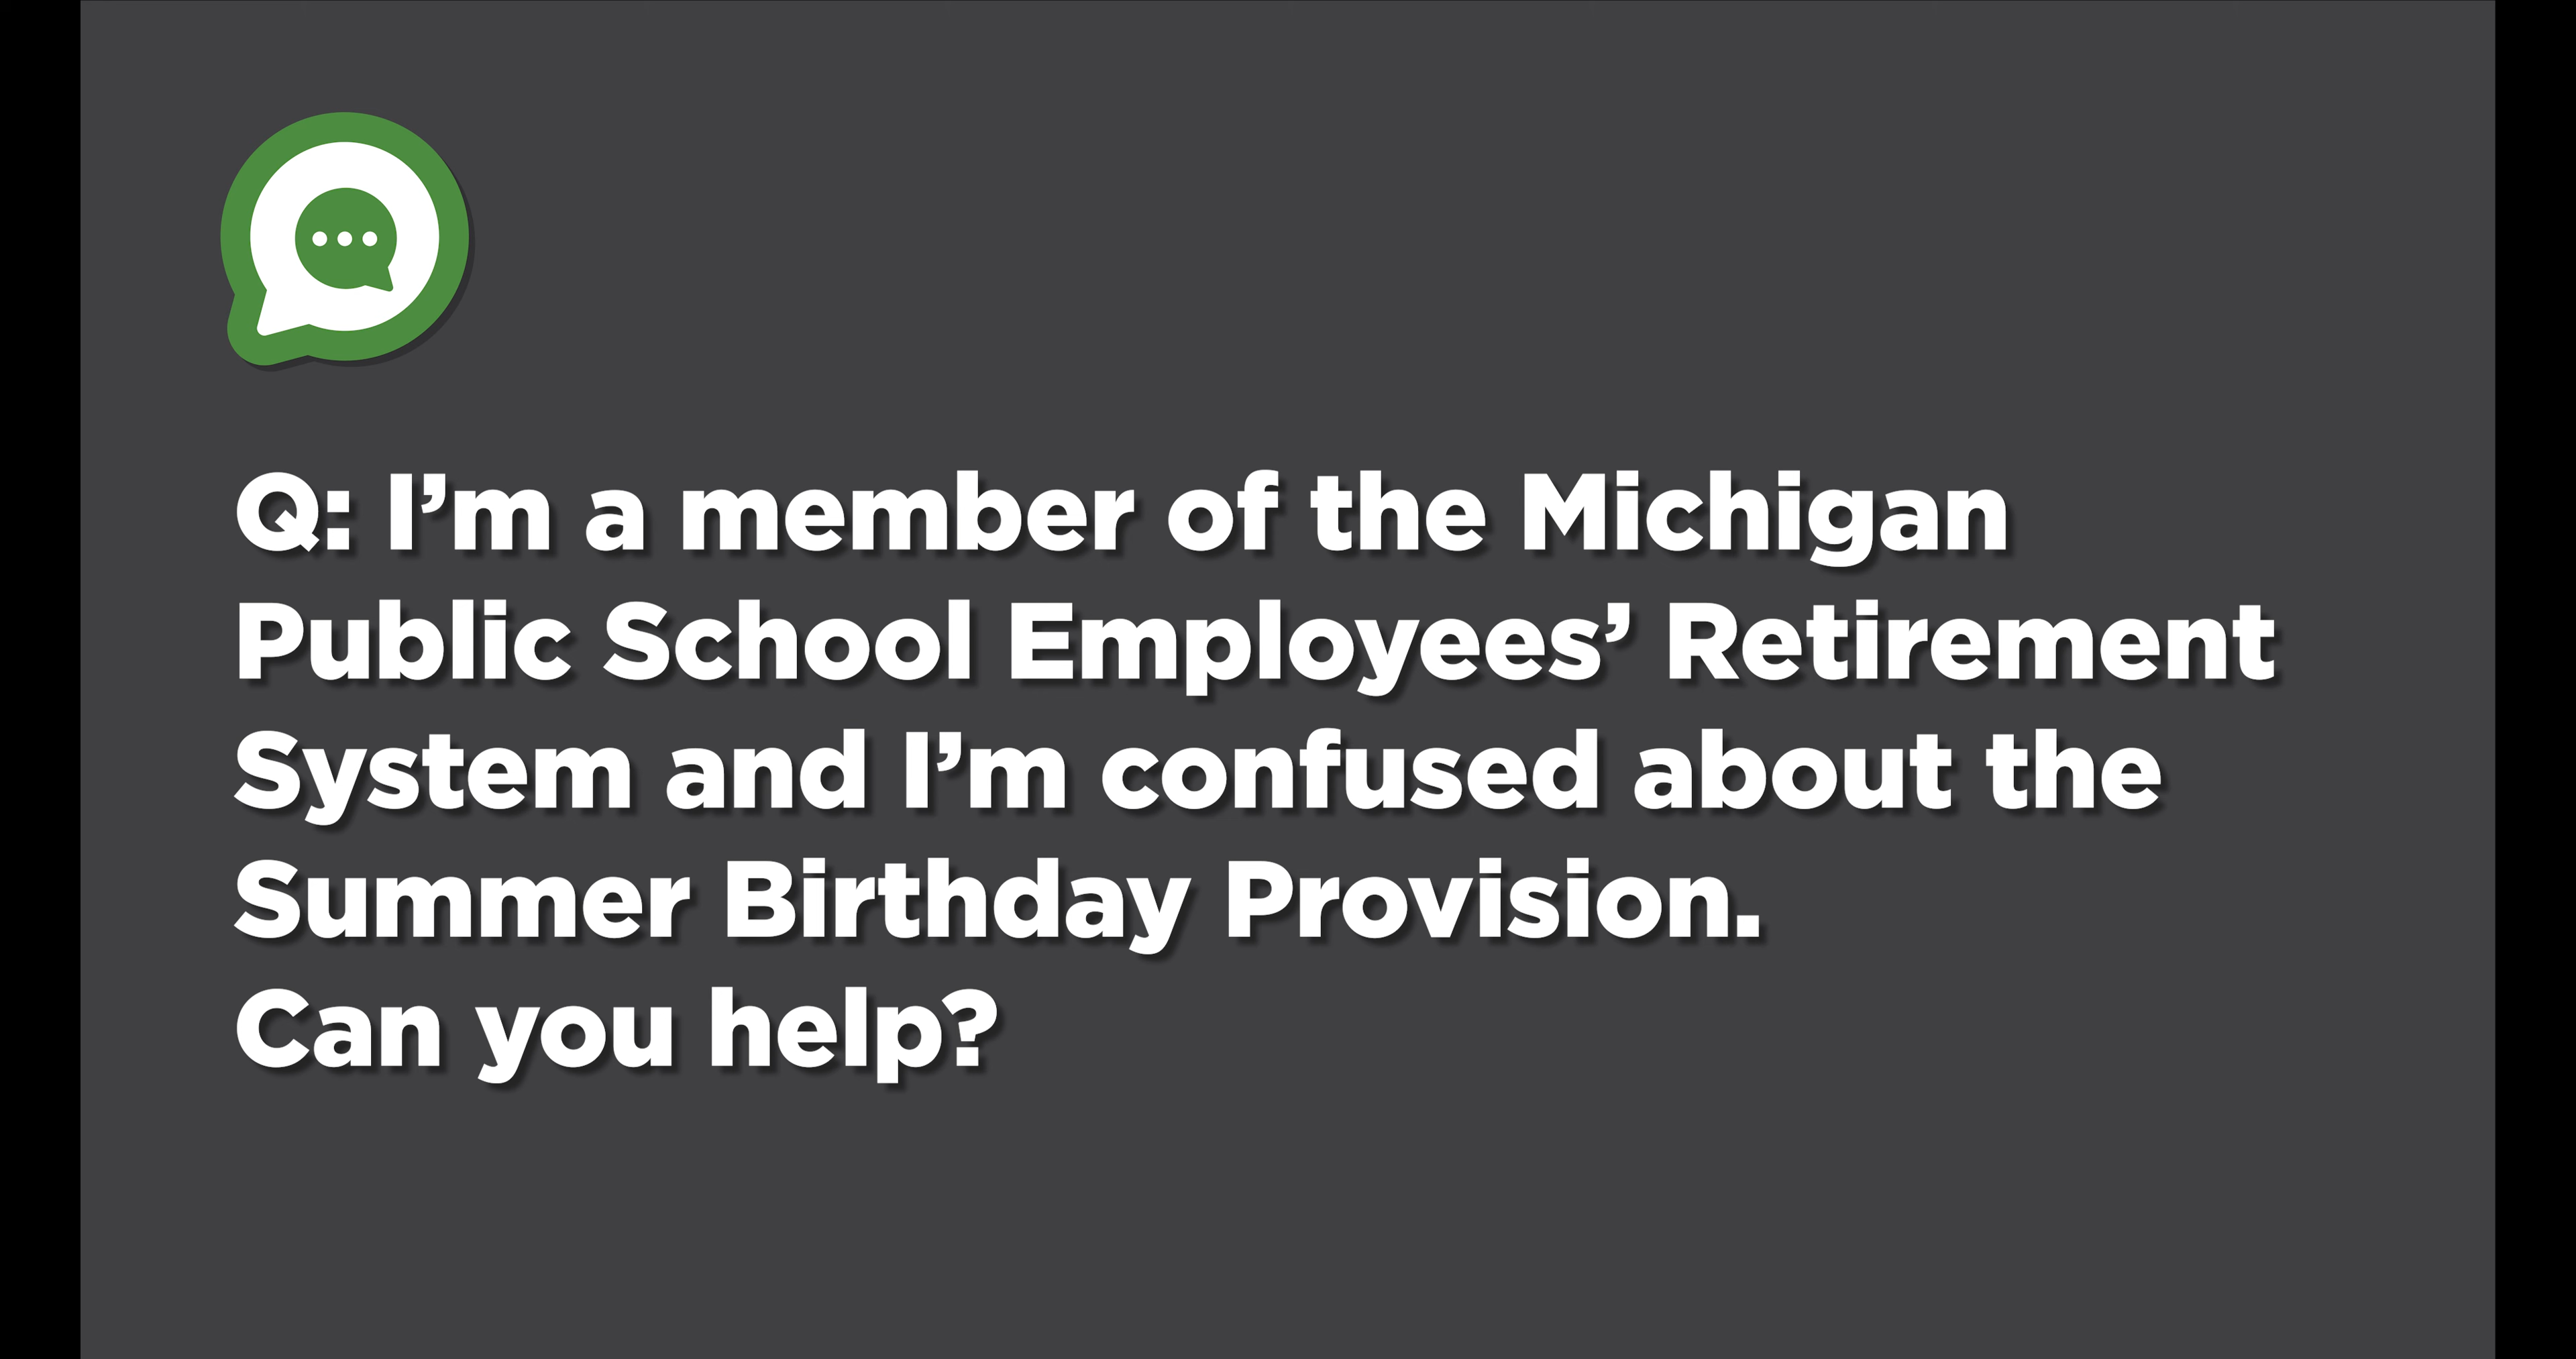 Q: I’m a member of the Michigan
Public School Employees’ Retirement
System and I’m confused about the
Summer Birthday Provision.
Can you help?